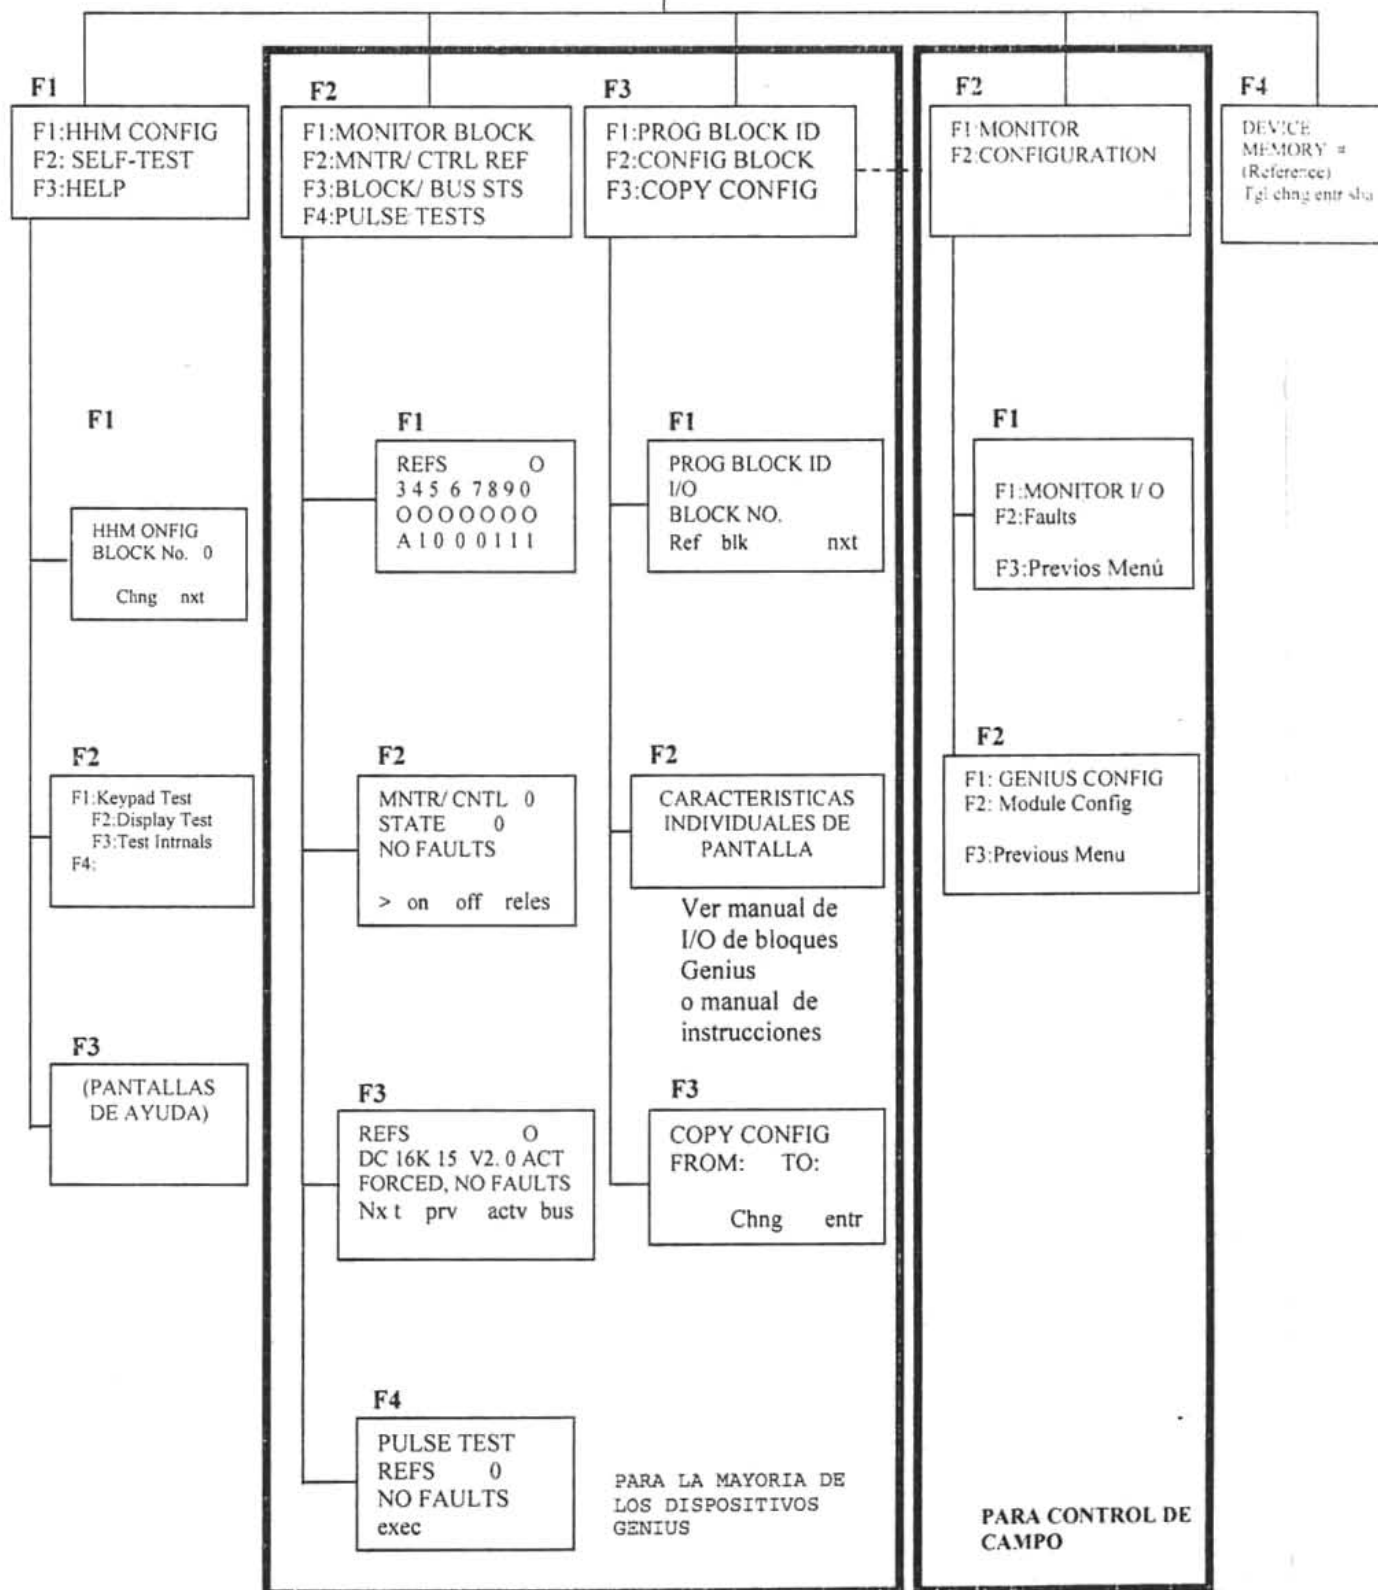 F1
F1:HHM CONFIG
F2: SELF-TEST
F3:HELP
F2
F1:MONITOR BLOCK
F2:MNTR/ CTRL REF
F3:BLOCK/ BUS STS
F4:PULSE TESTS
F3
F1:PROG BLOCK ID
F2:CONFIG BLOCK
F3:COPY CONFIG
F2
F1:MONITOR
F2:CONFIGURATION
F4
DEVICE
MEMORY =
(Reference)
Tgl chng entr sha
F1
HHM ONFIG
BLOCK No. 0
Chng nxt
F1
REFS O
3 4 5 6 7 8 9 0
O O O O O O O
A 1 0 0 0 1 1 1
F1
PROG BLOCK ID
I/O
BLOCK NO.
Ref blk nxt
F1
F1:MONITOR I/ O
F2:Faults
F3:Previos Menú
F2
F1:Keypad Test
F2:Display Test
F3:Test Intrnals
F4:
F2
MNTR/ CNTL 0
STATE 0
NO FAULTS
> on off reles
F2
CARACTERISTICAS
INDIVIDUALES DE
PANTALLA
Ver manual de
I/O de bloques
Genius
o manual de
instrucciones
F2
F1: GENIUS CONFIG
F2: Module Config
F3:Previous Menu
F3
(PANTALLAS
DE AYUDA)
F3
REFS O
DC 16K 15 V2. 0 ACT
FORCED, NO FAULTS
Nx t prv actv bus
F3
COPY CONFIG
FROM: TO:
Chng entr
F4
PULSE TEST
REFS 0
NO FAULTS
exec
PARA LA MAYORIA DE
LOS DISPOSITIVOS
GENIUS
PARA CONTROL DE
CAMPO